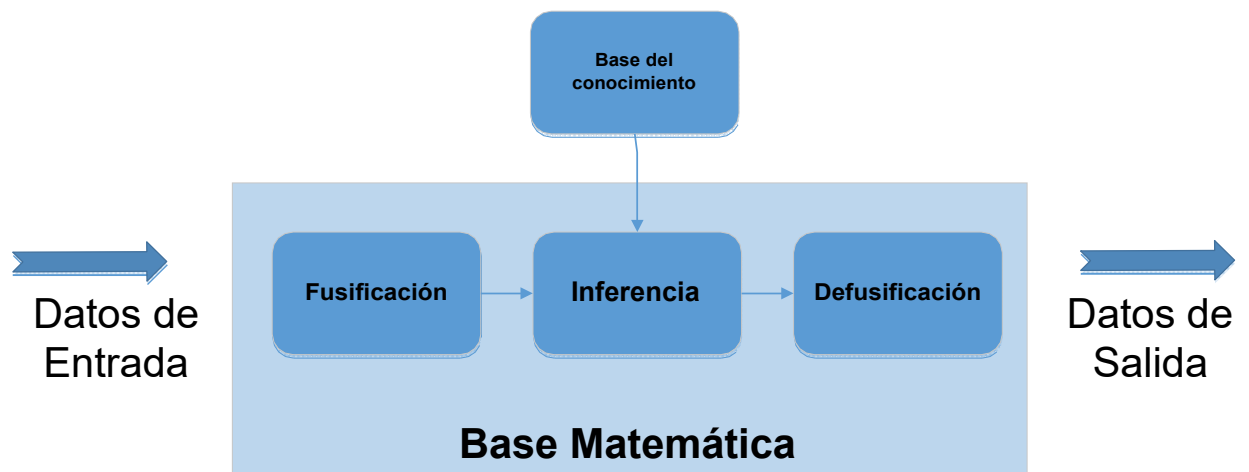 Base del
conocimiento
Fusificación
Inferencia
Defusificación
Datos de
Entrada
Datos de
Salida
Base Matemática